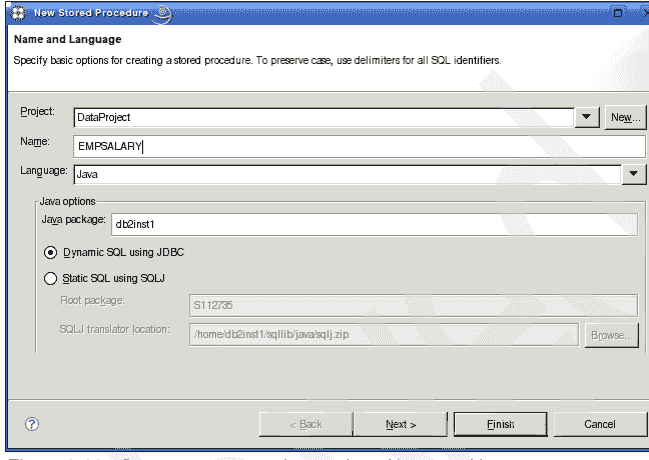 New Stored Procedure
Name and Language
Specify basic options for creating a stored procedure. To preserve case, use delimiters for all SQL identifiers.
Project: DataProject New...
Name: EMPSALARY
Language: Java
Java options
Java package: db2inst1
Dynamic SQL using JDBC
Static SQL using SQLJ
Root package: S112735
SQLJ translator location: /home/db2inst1/sqllib/java/sqlj.zip Browse...
? < Back Next > Finish Cancel